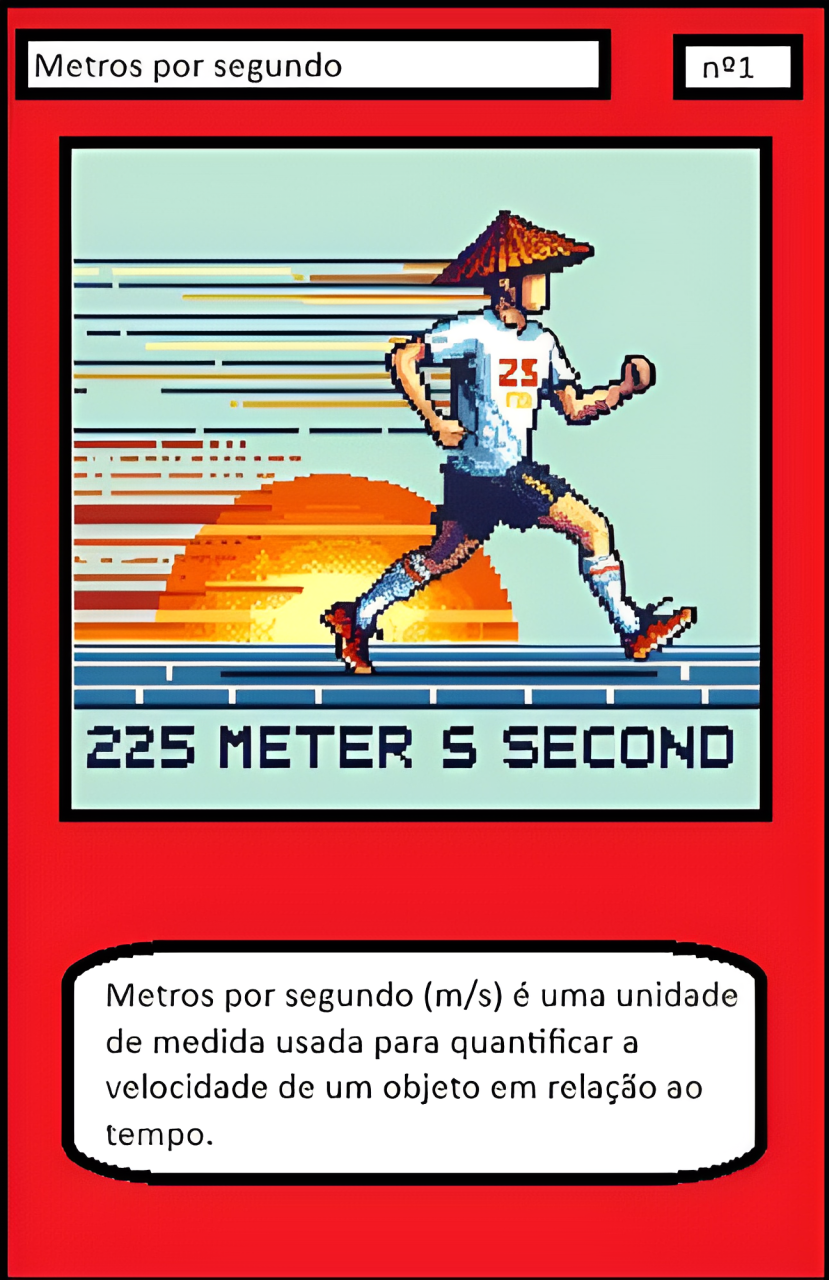 Metros por segundo
nº1
25
225 METER S SECOND
Metros por segundo (m/s) é uma unidade
de medida usada para quantificar a
velocidade de um objeto em relação ao
tempo.